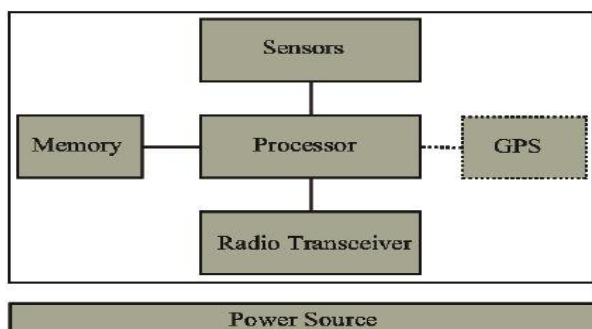 Sensors
Memory
Processor
GPS
Radio Transceiver
Power Source